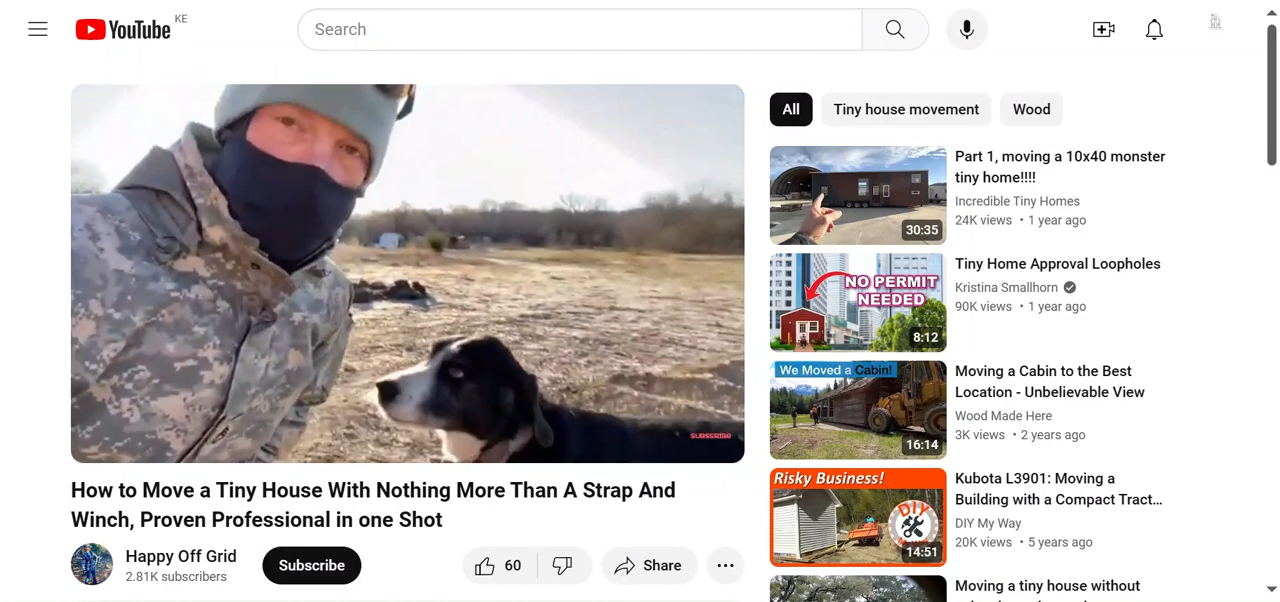 YouTube KE
Search
SUBSCRIBE
How to Move a Tiny House With Nothing More Than A Strap And
Winch, Proven Professional in one Shot
Happy Off Grid
2.81K subscribers
Subscribe
60
Share
All
Tiny house movement
Wood
30:35
Part 1, moving a 10x40 monster
tiny home!!!!
Incredible Tiny Homes
24K views • 1 year ago
NO PERMIT
NEEDED
8:12
Tiny Home Approval Loopholes
Kristina Smallhorn
90K views • 1 year ago
We Moved a Cabin!
16:14
Moving a Cabin to the Best
Location - Unbelievable View
Wood Made Here
3K views • 2 years ago
Risky Business!
DIY
14:51
Kubota L3901: Moving a
Building with a Compact Tract...
DIY My Way
20K views • 5 years ago
Moving a tiny house without